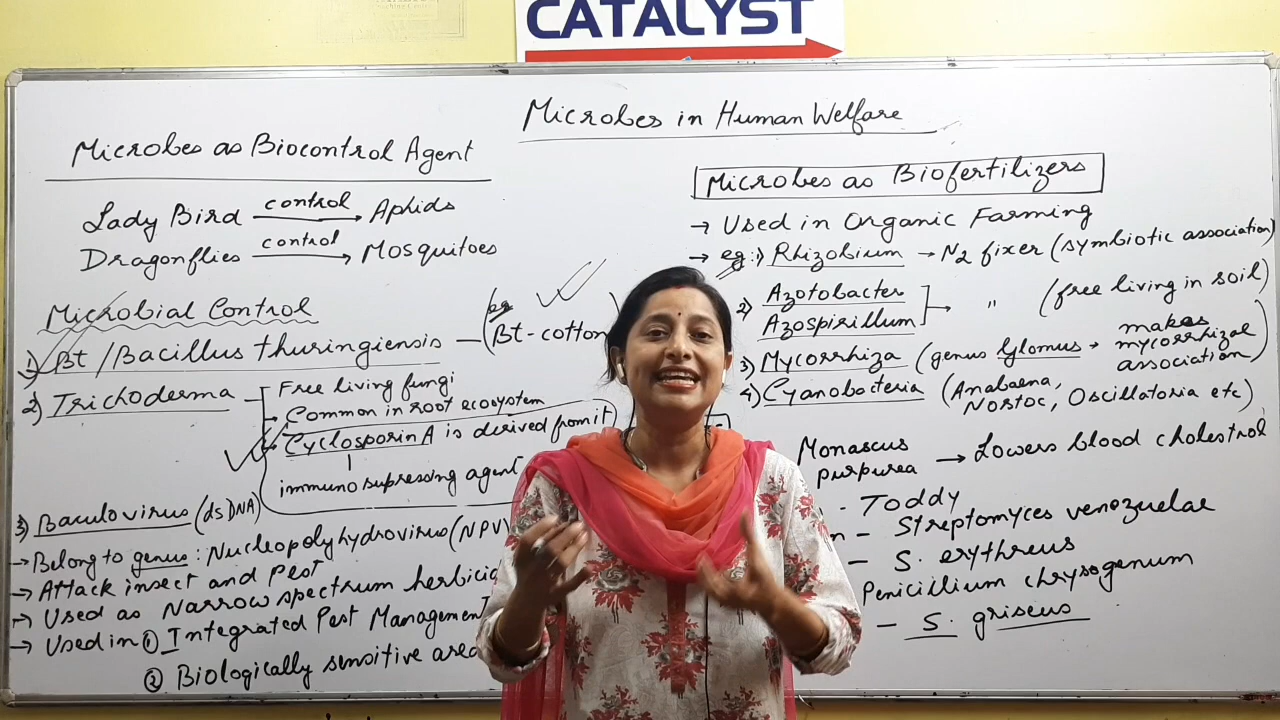 CATALYST
Microbes in Human Welfare
Microbes as Biocontrol Agent
Lady Bird control → Aphids
Dragonflies control → Mosquitoes
Microbial Control
1) Bt / Bacillus thuringiensis — (eg Bt-cotton
2) Trichoderma
Free living fungi
Common in root ecosystem
Cyclosporin A is derived from it
immuno supressing agent
3) Baculovirus (dsDNA)
→ Belong to genus : Nucleopolyhydrovirus (NPV)
→ Attack insect and Pest
→ Used as Narrow spectrum herbicid
→ Used in ① Integrated Pest Management
② Biologically sensitive area
Microbes as Biofertilizers
→ Used in Organic Farming
→ eg:1) Rhizobium → N2 fixer (symbiotic association)
2) Azotobacter
Azospirillum → " (free living in soil)
3) Mycorrhiza (genus Glomus → makes mycorrhizal association)
4) Cyanobacteria (Anabaena, Nostoc, Oscillatoria etc)
Monascus purpurea → Lowers blood cholestrol
- Toddy
n - Streptomyces venezuelae
- S. erythreus
Penicillium chrysogenum
- S. griseus